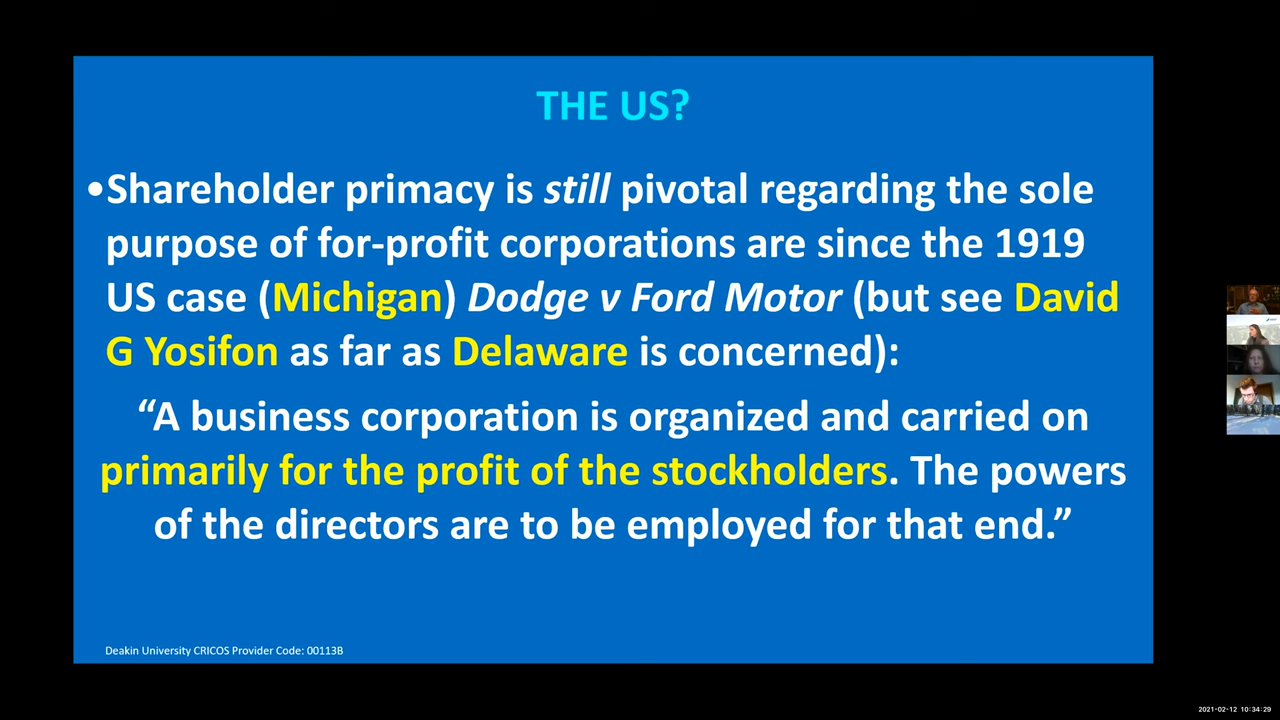 THE US?
•Shareholder primacy is still pivotal regarding the sole
purpose of for-profit corporations are since the 1919
US case (Michigan) Dodge v Ford Motor (but see David
G Yosifon as far as Delaware is concerned):
“A business corporation is organized and carried on
primarily for the profit of the stockholders. The powers
of the directors are to be employed for that end.”
Deakin University CRICOS Provider Code: 00113B
2021-02-12 10:34:29